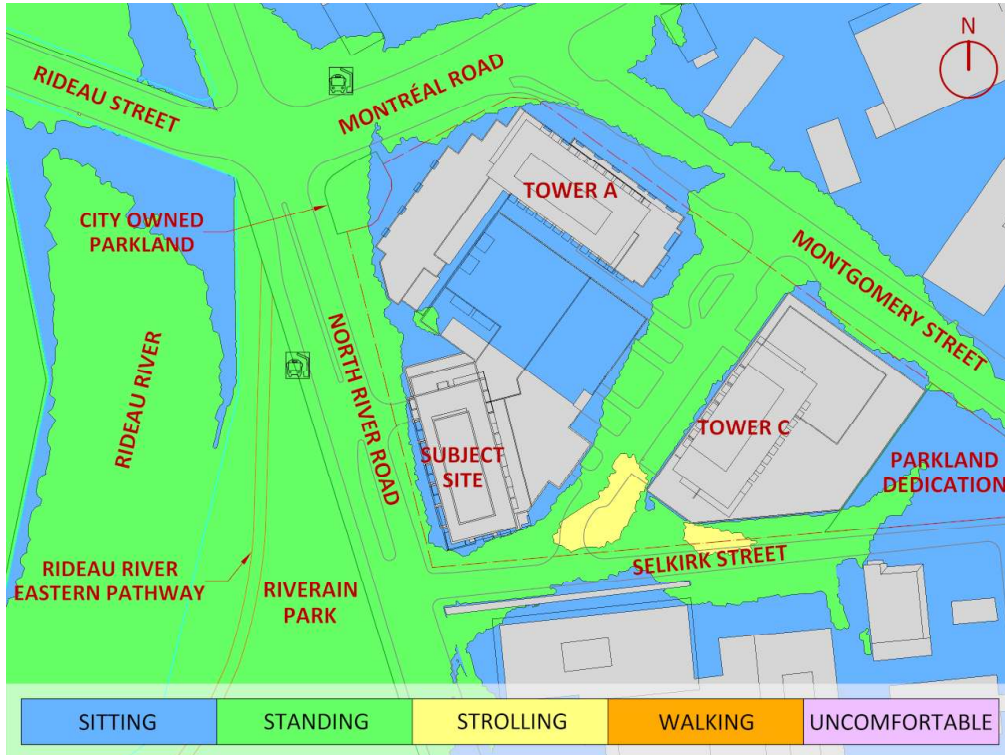 N
RIDEAU STREET
MONTRÉAL ROAD
TOWER A
CITY OWNED
PARKLAND
MONTGOMERY STREET
NORTH RIVER ROAD
RIDEAU RIVER
TOWER C
SUBJECT
SITE
PARKLAND
DEDICATION
SELKIRK STREET
RIDEAU RIVER
EASTERN PATHWAY
RIVERAIN
PARK
SITTING
STANDING
STROLLING
WALKING
UNCOMFORTABLE